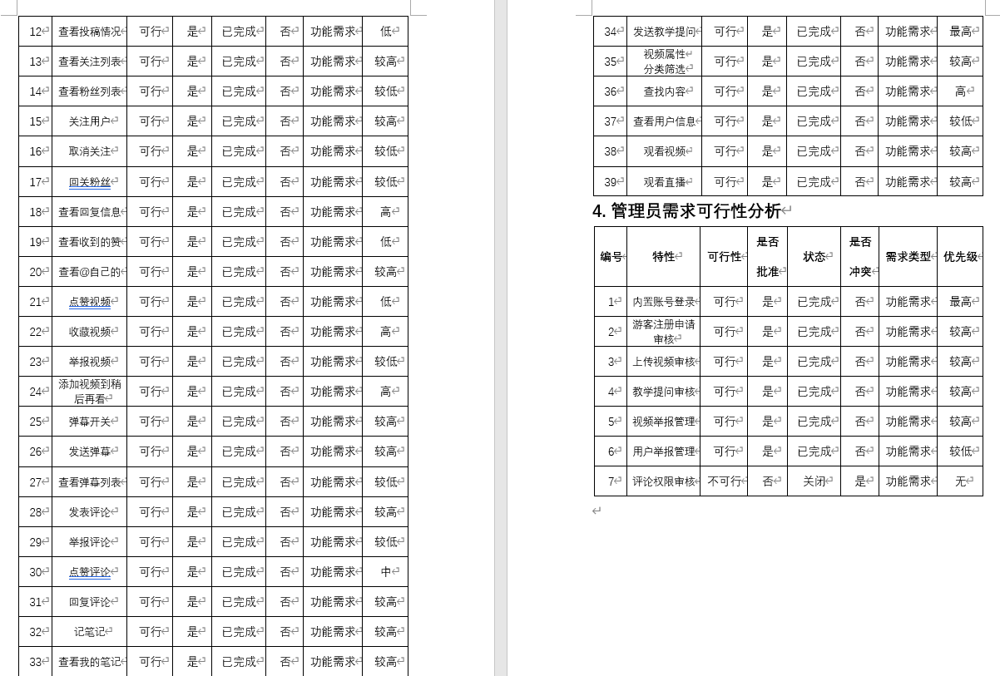 12 查看投稿情况 可行 是 已完成 否 功能需求 低
13 查看关注列表 可行 是 已完成 否 功能需求 较高
14 查看粉丝列表 可行 是 已完成 否 功能需求 较低
15 关注用户 可行 是 已完成 否 功能需求 较高
16 取消关注 可行 是 已完成 否 功能需求 较低
17 回关粉丝 可行 是 已完成 否 功能需求 较低
18 查看回复信息 可行 是 已完成 否 功能需求 高
19 查看收到的赞 可行 是 已完成 否 功能需求 低
20 查看@自己的 可行 是 已完成 否 功能需求 较高
21 点赞视频 可行 是 已完成 否 功能需求 低
22 收藏视频 可行 是 已完成 否 功能需求 高
23 举报视频 可行 是 已完成 否 功能需求 较低
24 添加视频到稍
后再看 可行 是 已完成 否 功能需求 高
25 弹幕开关 可行 是 已完成 否 功能需求 较高
26 发送弹幕 可行 是 已完成 否 功能需求 较高
27 查看弹幕列表 可行 是 已完成 否 功能需求 较低
28 发表评论 可行 是 已完成 否 功能需求 较高
29 举报评论 可行 是 已完成 否 功能需求 较低
30 点赞评论 可行 是 已完成 否 功能需求 中
31 回复评论 可行 是 已完成 否 功能需求 较高
32 记笔记 可行 是 已完成 否 功能需求 较高
33 查看我的笔记 可行 是 已完成 否 功能需求 较高
34 发送教学提问 可行 是 已完成 否 功能需求 最高
35 视频属性
分类筛选 可行 是 已完成 否 功能需求 较高
36 查找内容 可行 是 已完成 否 功能需求 高
37 查看用户信息 可行 是 已完成 否 功能需求 较低
38 观看视频 可行 是 已完成 否 功能需求 较高
39 观看直播 可行 是 已完成 否 功能需求 较高
4. 管理员需求可行性分析
编号 特性 可行性 是否
批准 状态 是否
冲突 需求类型 优先级
1 内置账号登录 可行 是 已完成 否 功能需求 最高
2 游客注册申请
审核 可行 是 已完成 否 功能需求 较高
3 上传视频审核 可行 是 已完成 否 功能需求 较高
4 教学提问审核 可行 是 已完成 否 功能需求 较高
5 视频举报管理 可行 是 已完成 否 功能需求 较高
6 用户举报管理 可行 是 已完成 否 功能需求 较低
7 评论权限审核 不可行 否 关闭 是 功能需求 无